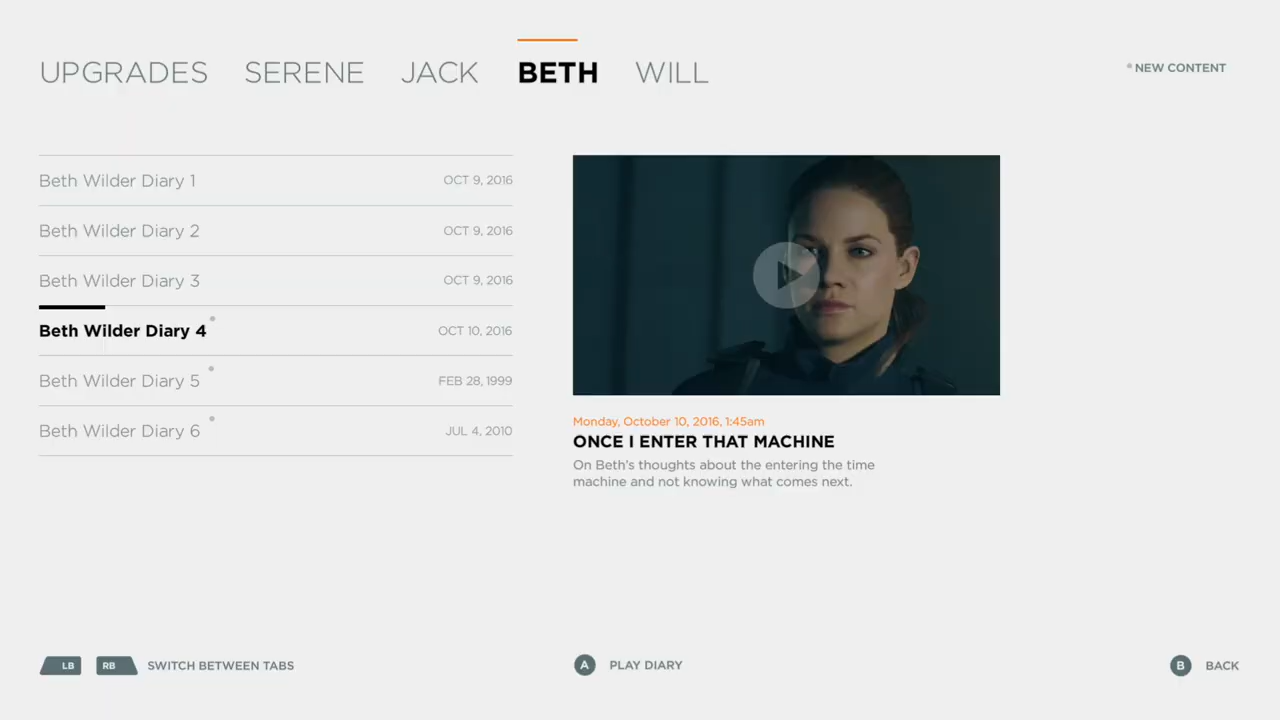 UPGRADES SERENE JACK BETH WILL
NEW CONTENT
Beth Wilder Diary 1 OCT 9, 2016
Beth Wilder Diary 2 OCT 9, 2016
Beth Wilder Diary 3 OCT 9, 2016
Beth Wilder Diary 4 OCT 10, 2016
Beth Wilder Diary 5 FEB 28, 1999
Beth Wilder Diary 6 JUL 4, 2010
Monday, October 10, 2016, 1:45am
ONCE I ENTER THAT MACHINE
On Beth's thoughts about the entering the time
machine and not knowing what comes next.
LB RB SWITCH BETWEEN TABS
A PLAY DIARY
B BACK